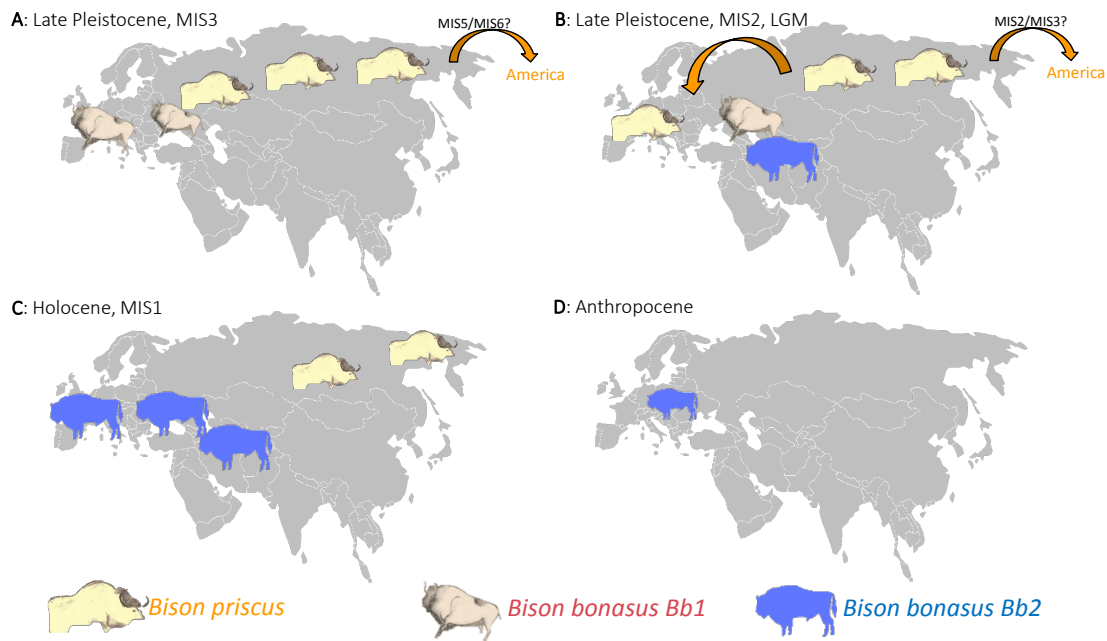 A: Late Pleistocene, MIS3
MIS5/MIS6?
America
B: Late Pleistocene, MIS2, LGM
MIS2/MIS3?
America
C: Holocene, MIS1
D: Anthropocene
Bison priscus
Bison bonasus Bb1
Bison bonasus Bb2